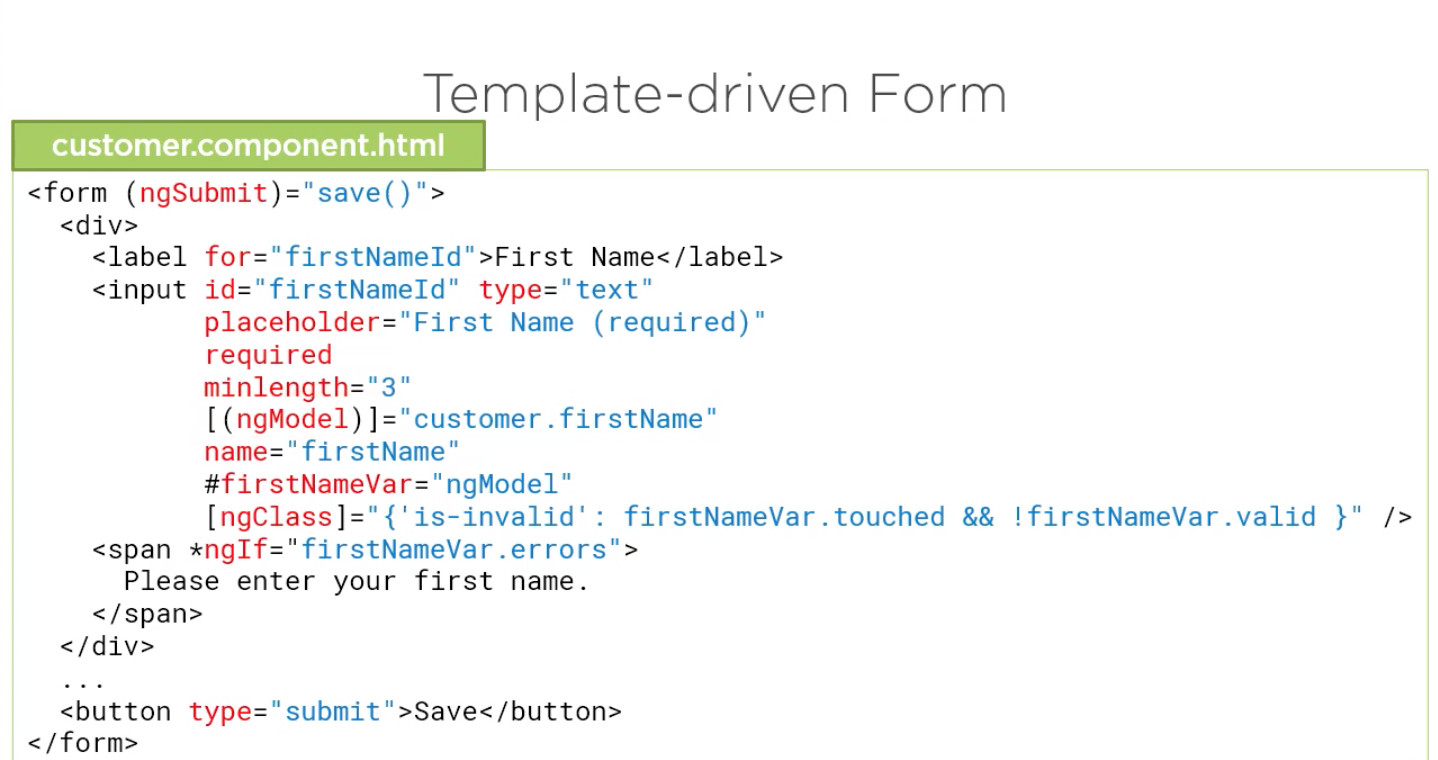 Template-driven Form
customer.component.html
<form (ngSubmit)="save()">
  <div>
    <label for="firstNameId">First Name</label>
    <input id="firstNameId" type="text"
           placeholder="First Name (required)"
           required
           minlength="3"
           [(ngModel)]="customer.firstName"
           name="firstName"
           #firstNameVar="ngModel"
           [ngClass]="{'is-invalid': firstNameVar.touched && !firstNameVar.valid }" />
    <span *ngIf="firstNameVar.errors">
      Please enter your first name.
    </span>
  </div>
  ...
  <button type="submit">Save</button>
</form>